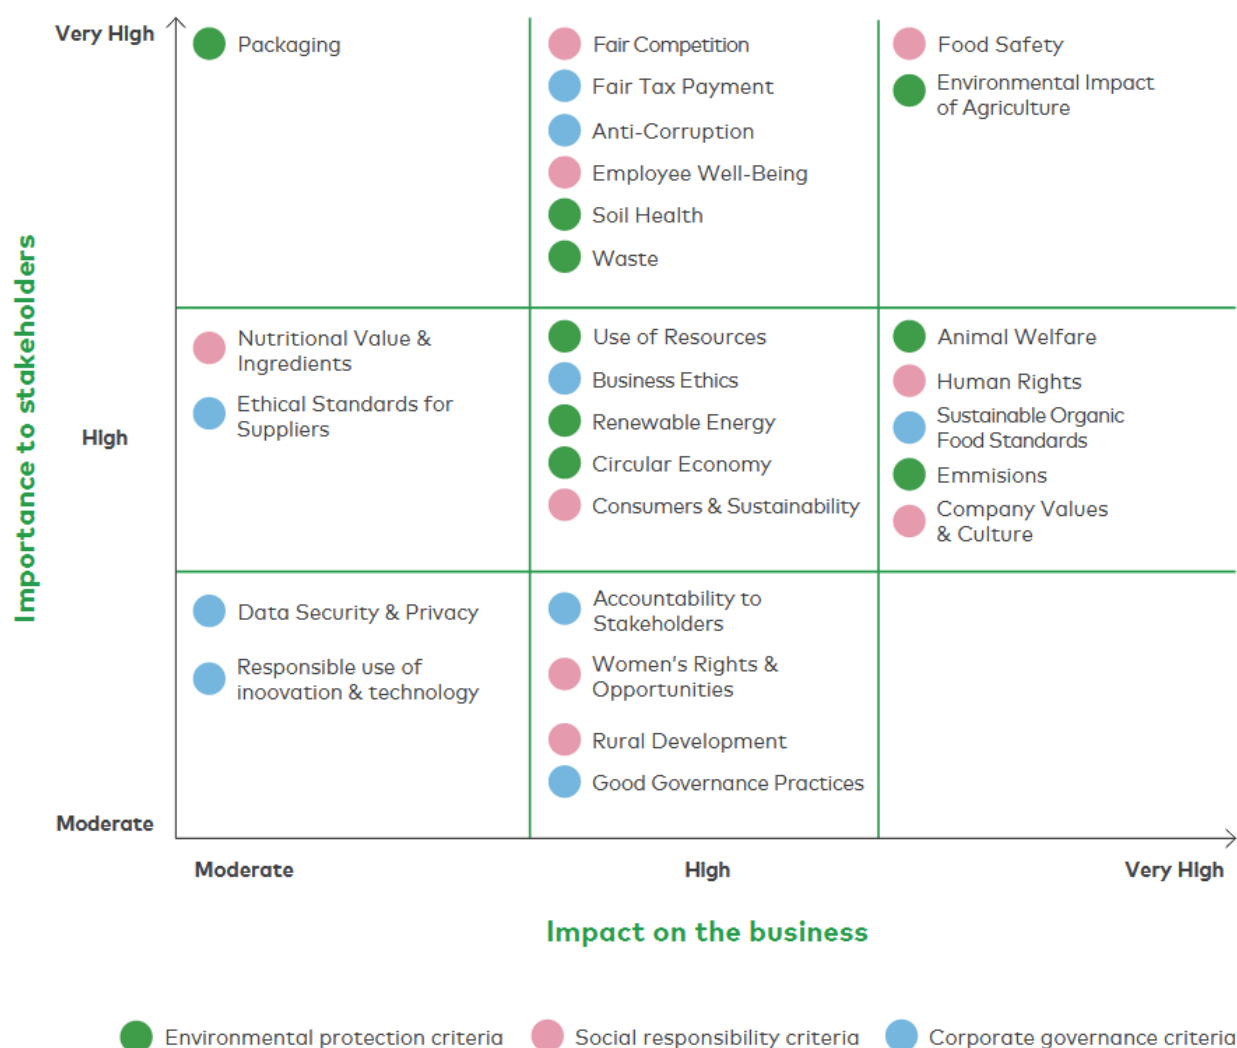 Very High
Packaging
Fair Competition
Fair Tax Payment
Anti-Corruption
Employee Well-Being
Soil Health
Waste
Food Safety
Environmental Impact
of Agriculture
Importance to stakeholders
High
Nutritional Value &
Ingredients
Ethical Standards for
Suppliers
Use of Resources
Business Ethics
Renewable Energy
Circular Economy
Consumers & Sustainability
Animal Welfare
Human Rights
Sustainable Organic
Food Standards
Emmisions
Company Values
& Culture
Data Security & Privacy
Responsible use of
inoovation & technology
Accountability to
Stakeholders
Women's Rights &
Opportunities
Rural Development
Good Governance Practices
Moderate
Moderate
High
Very High
Impact on the business
Environmental protection criteria
Social responsibility criteria
Corporate governance criteria